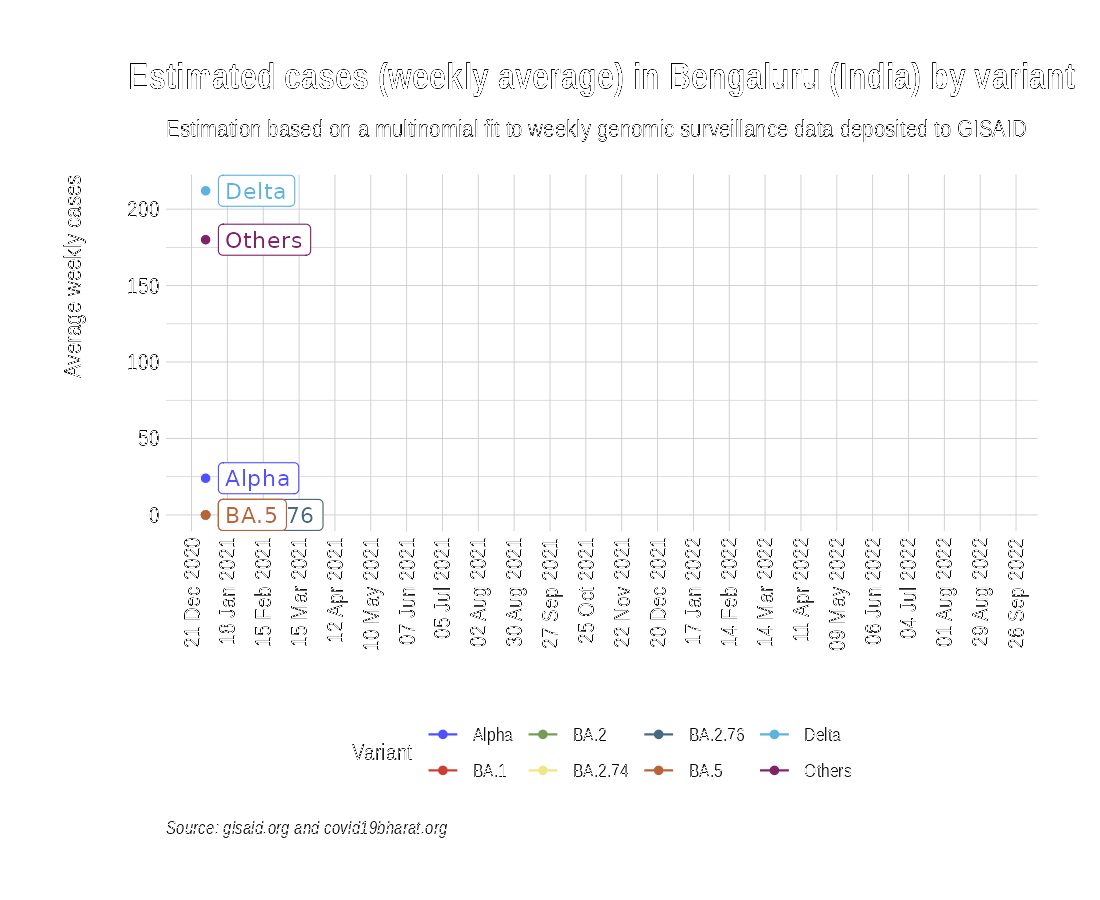 Estimated cases (weekly average) in Bengaluru (India) by variant
Estimation based on a multinomial fit to weekly genomic surveillance data deposited to GISAID
Average weekly cases
200
150
100
50
0
Delta
Others
Alpha
BA.5
76
21 Dec 2020
18 Jan 2021
15 Feb 2021
15 Mar 2021
12 Apr 2021
10 May 2021
07 Jun 2021
05 Jul 2021
02 Aug 2021
30 Aug 2021
27 Sep 2021
25 Oct 2021
22 Nov 2021
20 Dec 2021
17 Jan 2022
14 Feb 2022
14 Mar 2022
11 Apr 2022
09 May 2022
06 Jun 2022
04 Jul 2022
01 Aug 2022
29 Aug 2022
26 Sep 2022
Variant
Alpha
BA.2
BA.2.76
Delta
BA.1
BA.2.74
BA.5
Others
Source: gisaid.org and covid19bharat.org